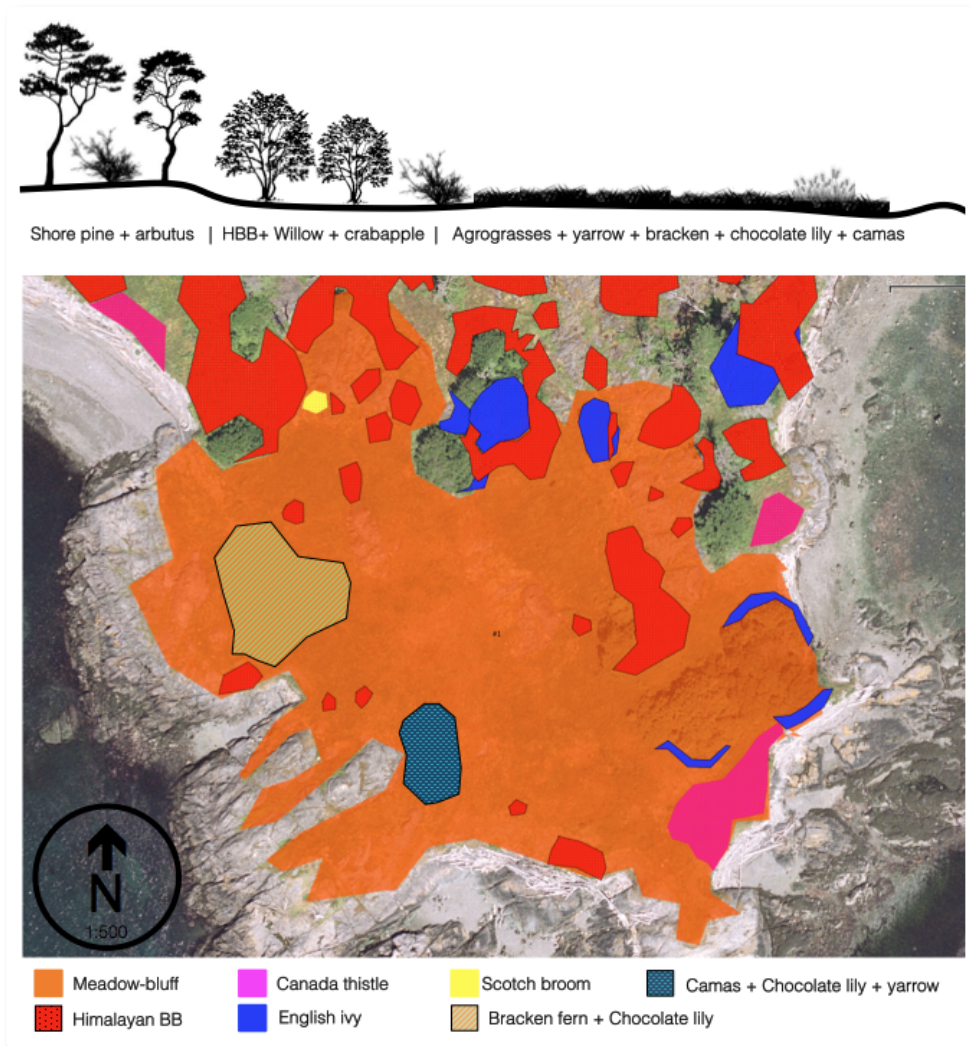 Shore pine + arbutus | HBB+ Willow + crabapple | Agrograsses + yarrow + bracken + chocolate lily + camas
#1
N
1:500
Meadow-bluff Canada thistle Scotch broom Camas + Chocolate lily + yarrow
Himalayan BB English ivy Bracken fern + Chocolate lily